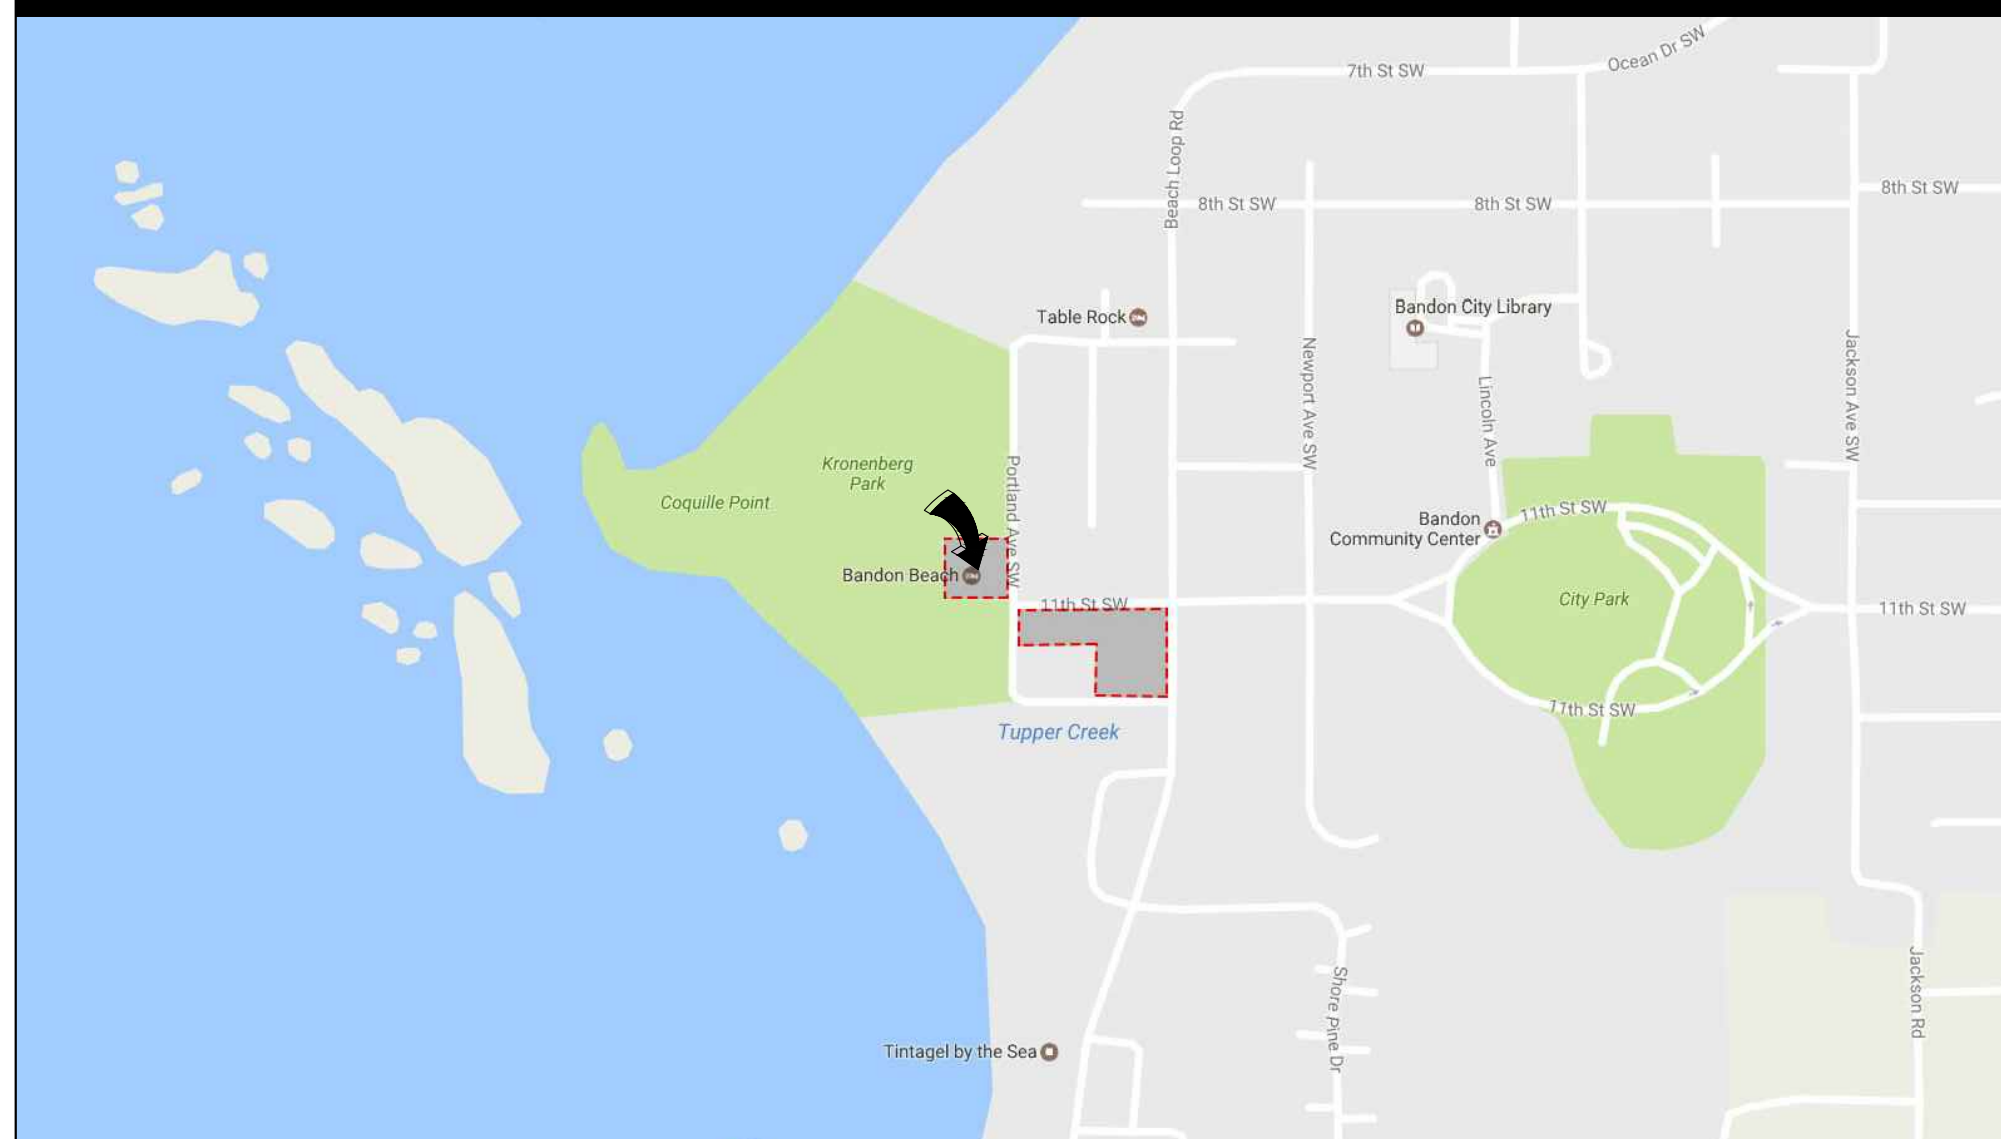 7th St SW
Ocean Dr SW
Beach Loop Rd
8th St SW
8th St SW
8th St SW
Table Rock
Bandon City Library
Newport Ave SW
Lincoln Ave
Jackson Ave SW
Kronenberg
Park
Coquille Point
Portland Ave SW
11th St SW
Bandon
Community Center
Bandon Beach
11th St SW
City Park
11th St SW
11th St SW
Tupper Creek
Shore Pine Dr
Jackson Rd
Tintagel by the Sea